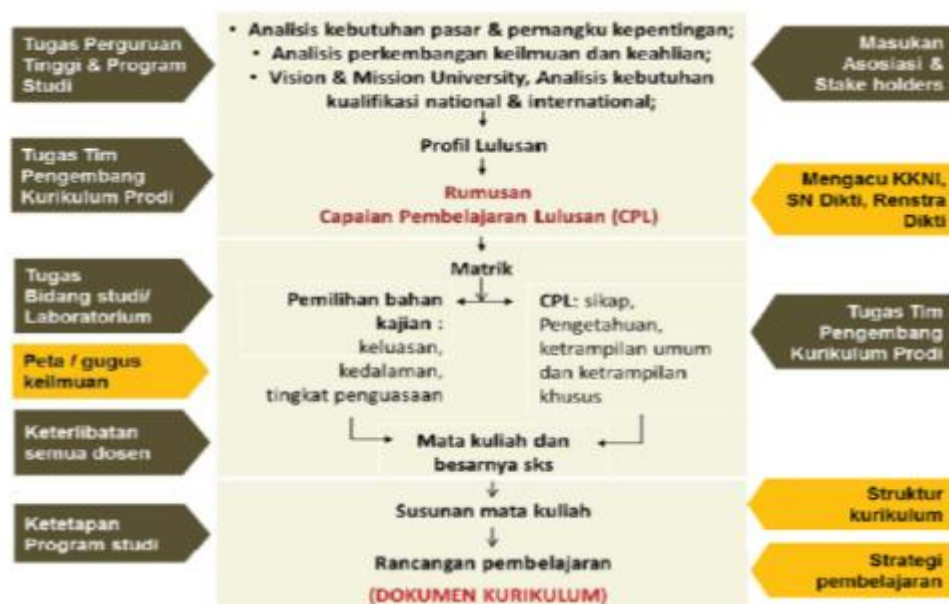 Tugas Perguruan
Tinggi & Program
Studi
Tugas Tim
Pengembang
Kurikulum Prodi
Tugas
Bidang studi/
Laboratorium
Peta / gugus
keilmuan
Keterlibatan
semua dosen
Ketetapan
Program studi
• Analisis kebutuhan pasar & pemangku kepentingan;
• Analisis perkembangan keilmuan dan keahlian;
• Vision & Mission University, Analisis kebutuhan
kualifikasi national & international;
Profil Lulusan
Rumusan
Capaian Pembelajaran Lulusan (CPL)
Matrik
Pemilihan bahan
kajian :
keluasan,
kedalaman,
tingkat penguasaan
CPL: sikap,
Pengetahuan,
ketrampilan umum
dan ketrampilan
khusus
Mata kuliah dan
besarnya sks
Susunan mata kuliah
Rancangan pembelajaran
(DOKUMEN KURIKULUM)
Masukan
Asosiasi &
Stake holders
Mengacu KKNI,
SN Dikti, Renstra
Dikti
Tugas Tim
Pengembang
Kurikulum Prodi
Struktur
kurikulum
Strategi
pembelajaran